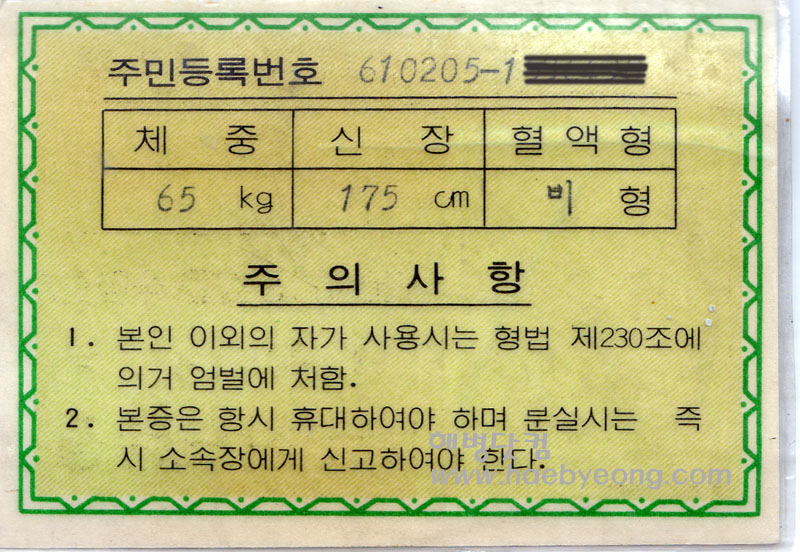 주민등록번호 610205-1
체 중 신 장 혈 액 형
65 kg 175 cm 비 형
주 의 사 항
1. 본인 이외의 자가 사용시는 형법 제230조에
의거 엄벌에 처함.
2. 본증은 항시 휴대하여야 하며 분실시는 즉
시 소속장에게 신고하여야 한다.
해병닷컴
www.haebyeong.com